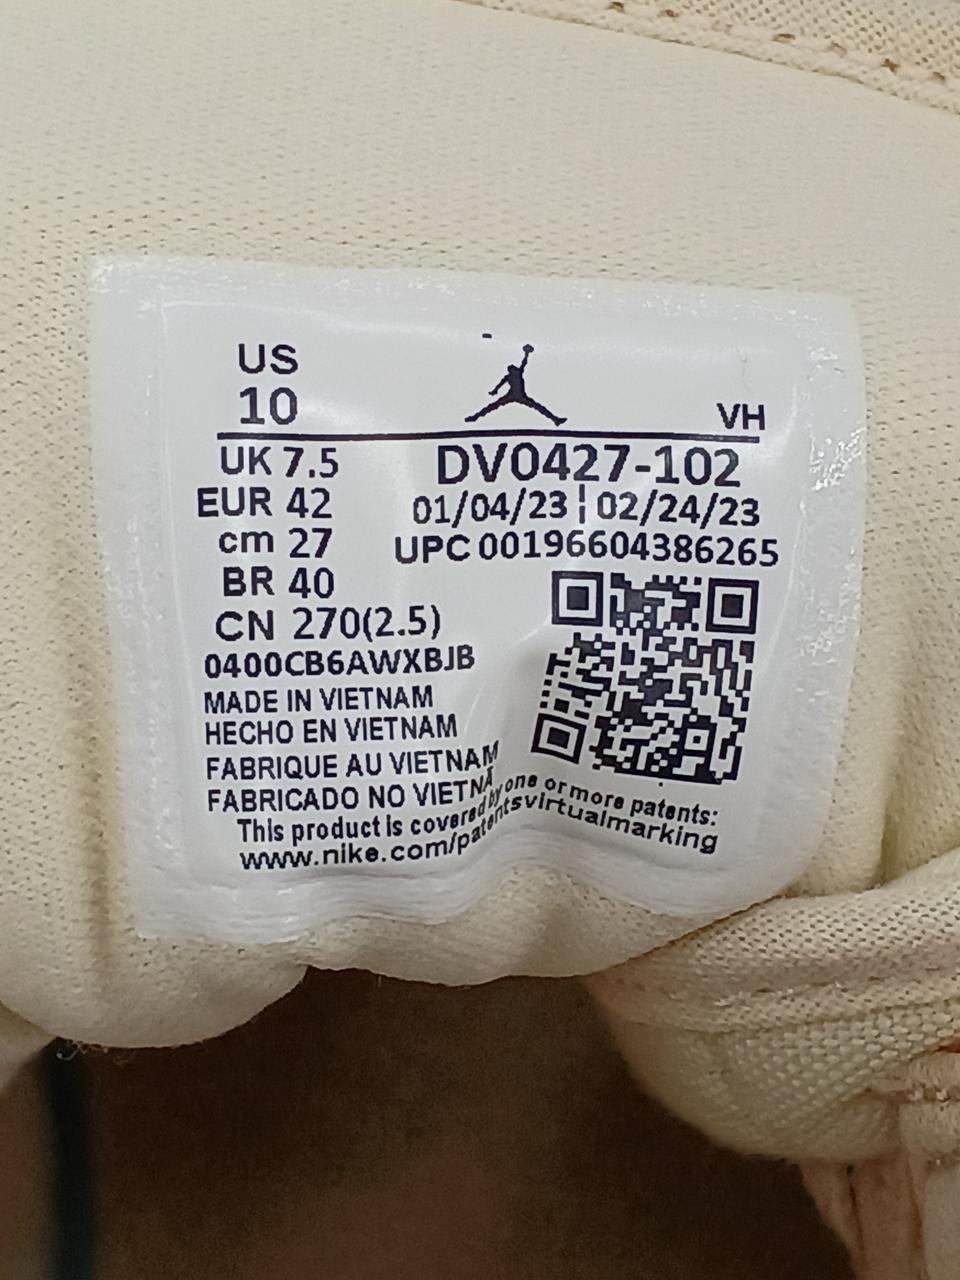 US
10
VH
UK 7.5
DV0427-102
EUR 42
01/04/23 | 02/24/23
cm 27
UPC 00196604386265
BR 40
CN 270(2.5)
0400CB6AWXBJB
MADE IN VIETNAM
HECHO EN VIETNAM
FABRIQUE AU VIETNAM
FABRICADO NO VIETNÃ
This product is covered by one or more patents:
www.nike.com/patentsvirtualmarking